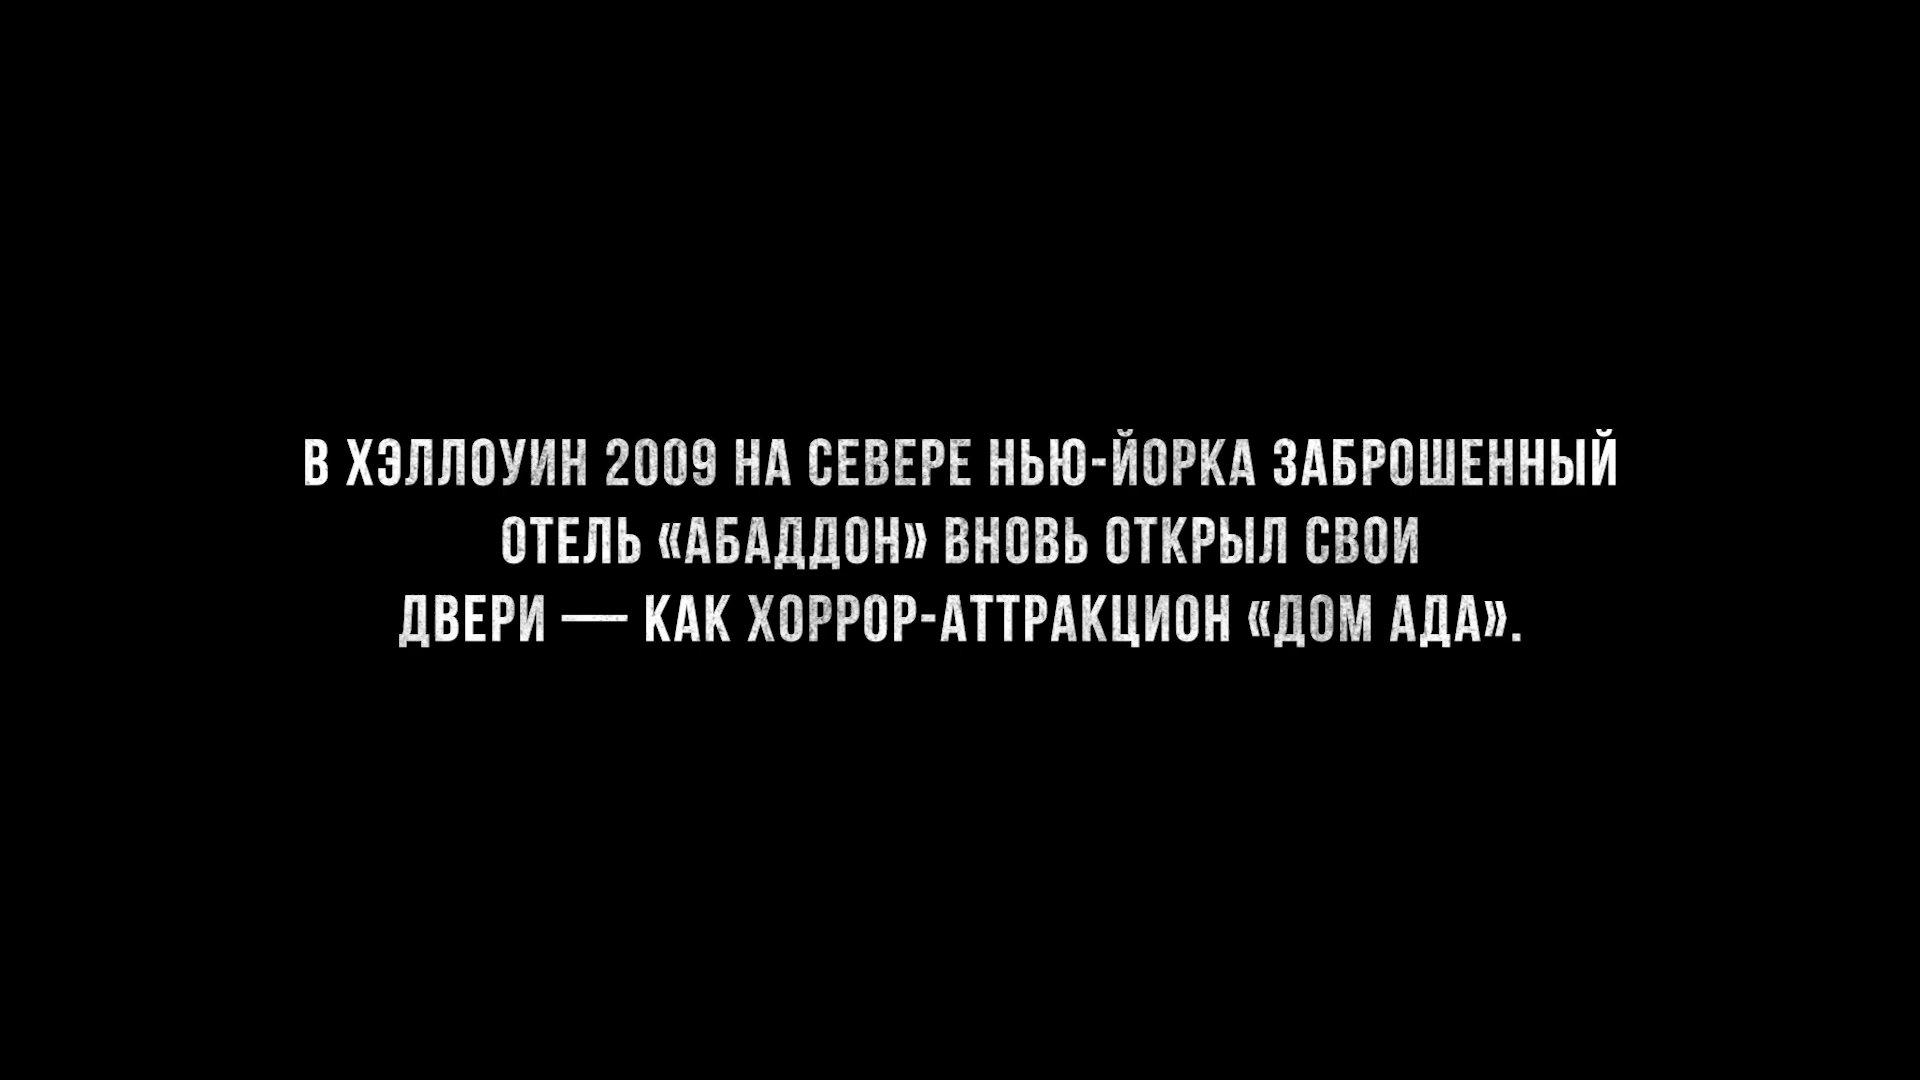 В ХЭЛЛОУИН 2009 НА СЕВЕРЕ НЬЮ-ЙОРКА ЗАБРОШЕННЫЙ
ОТЕЛЬ «АБАДДОН» ВНОВЬ ОТКРЫЛ СВОИ
ДВЕРИ — КАК ХОРРОР-АТТРАКЦИОН «ДОМ АДА».